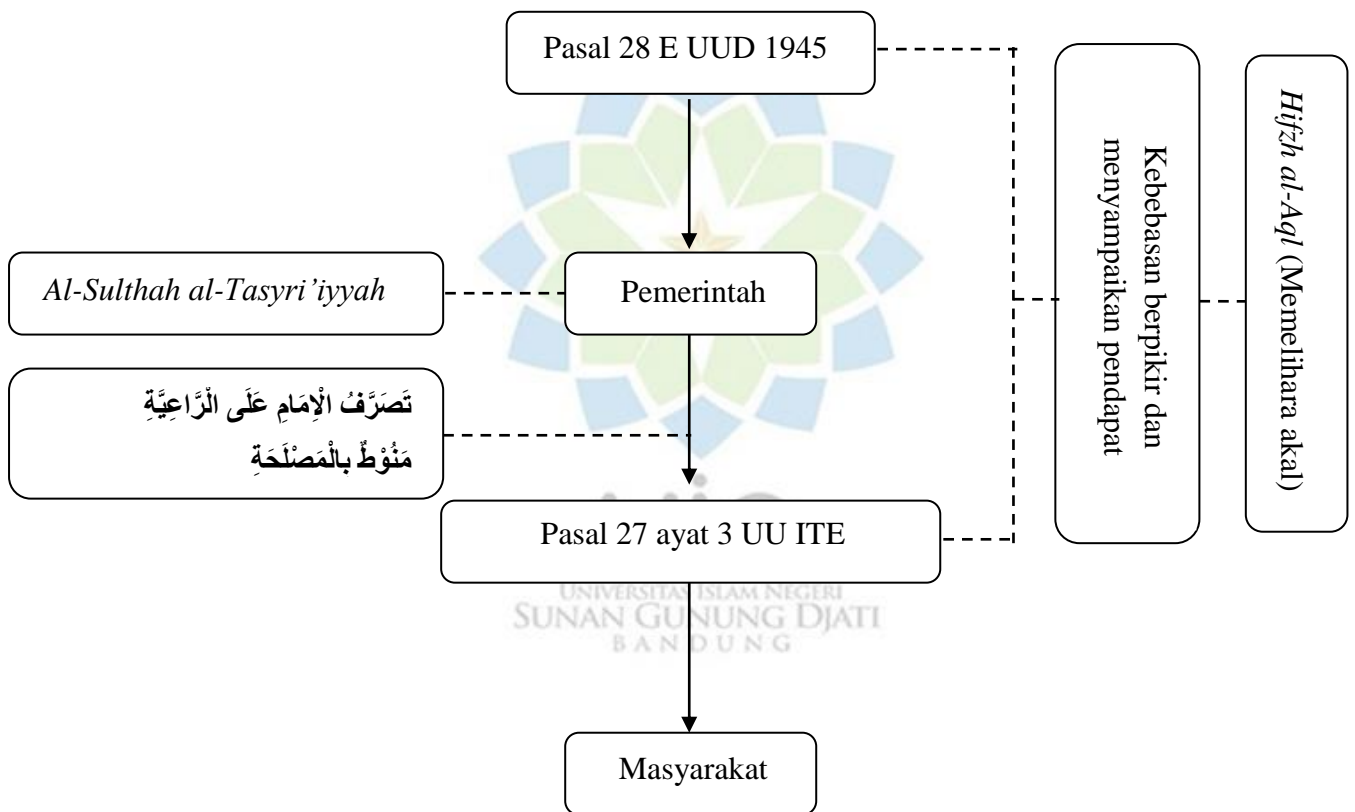 Pasal 28 E UUD 1945
Kebebasan berpikir dan
menyampaikan pendapat
Hifzh al-Aql (Memelihara akal)
Al-Sulthah al-Tasyri’iyyah
Pemerintah
تَصَرَّفُ الْاِمَامِ عَلَى الْرَّاعِيَّةِ
مَنُوْطٌ بِالْمَصْلَحَةِ
Pasal 27 ayat 3 UU ITE
UNIVERSITAS ISLAM NEGERI
SUNAN GUNUNG DJATI
BANDUNG
Masyarakat